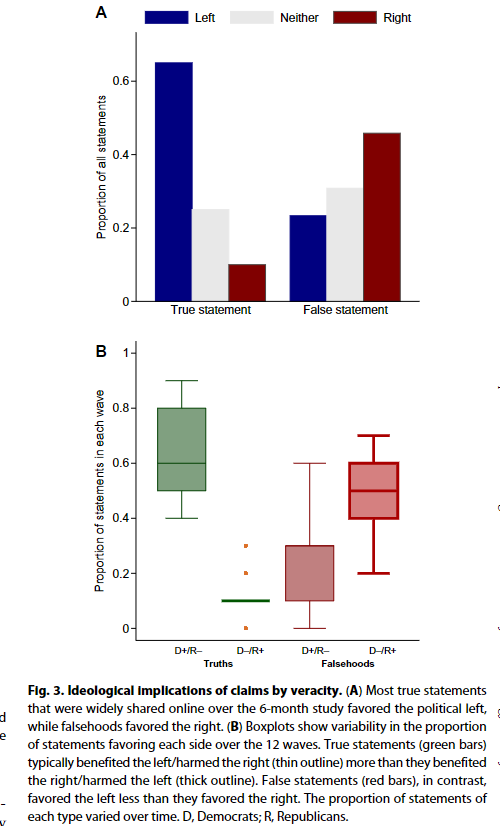 A
Left Neither Right
Proportion of all statements
0.6
0.4
0.2
0
True statement False statement
B
Proportion of statements in each wave
1
0.8
0.6
0.4
0.2
0
D+/R– D–/R+ D+/R– D–/R+
Truths Falsehoods
Fig. 3. Ideological implications of claims by veracity. (A) Most true statements
that were widely shared online over the 6-month study favored the political left,
while falsehoods favored the right. (B) Boxplots show variability in the proportion
of statements favoring each side over the 12 waves. True statements (green bars)
typically benefited the left/harmed the right (thin outline) more than they benefited
the right/harmed the left (thick outline). False statements (red bars), in contrast,
favored the left less than they favored the right. The proportion of statements of
each type varied over time. D, Democrats; R, Republicans.